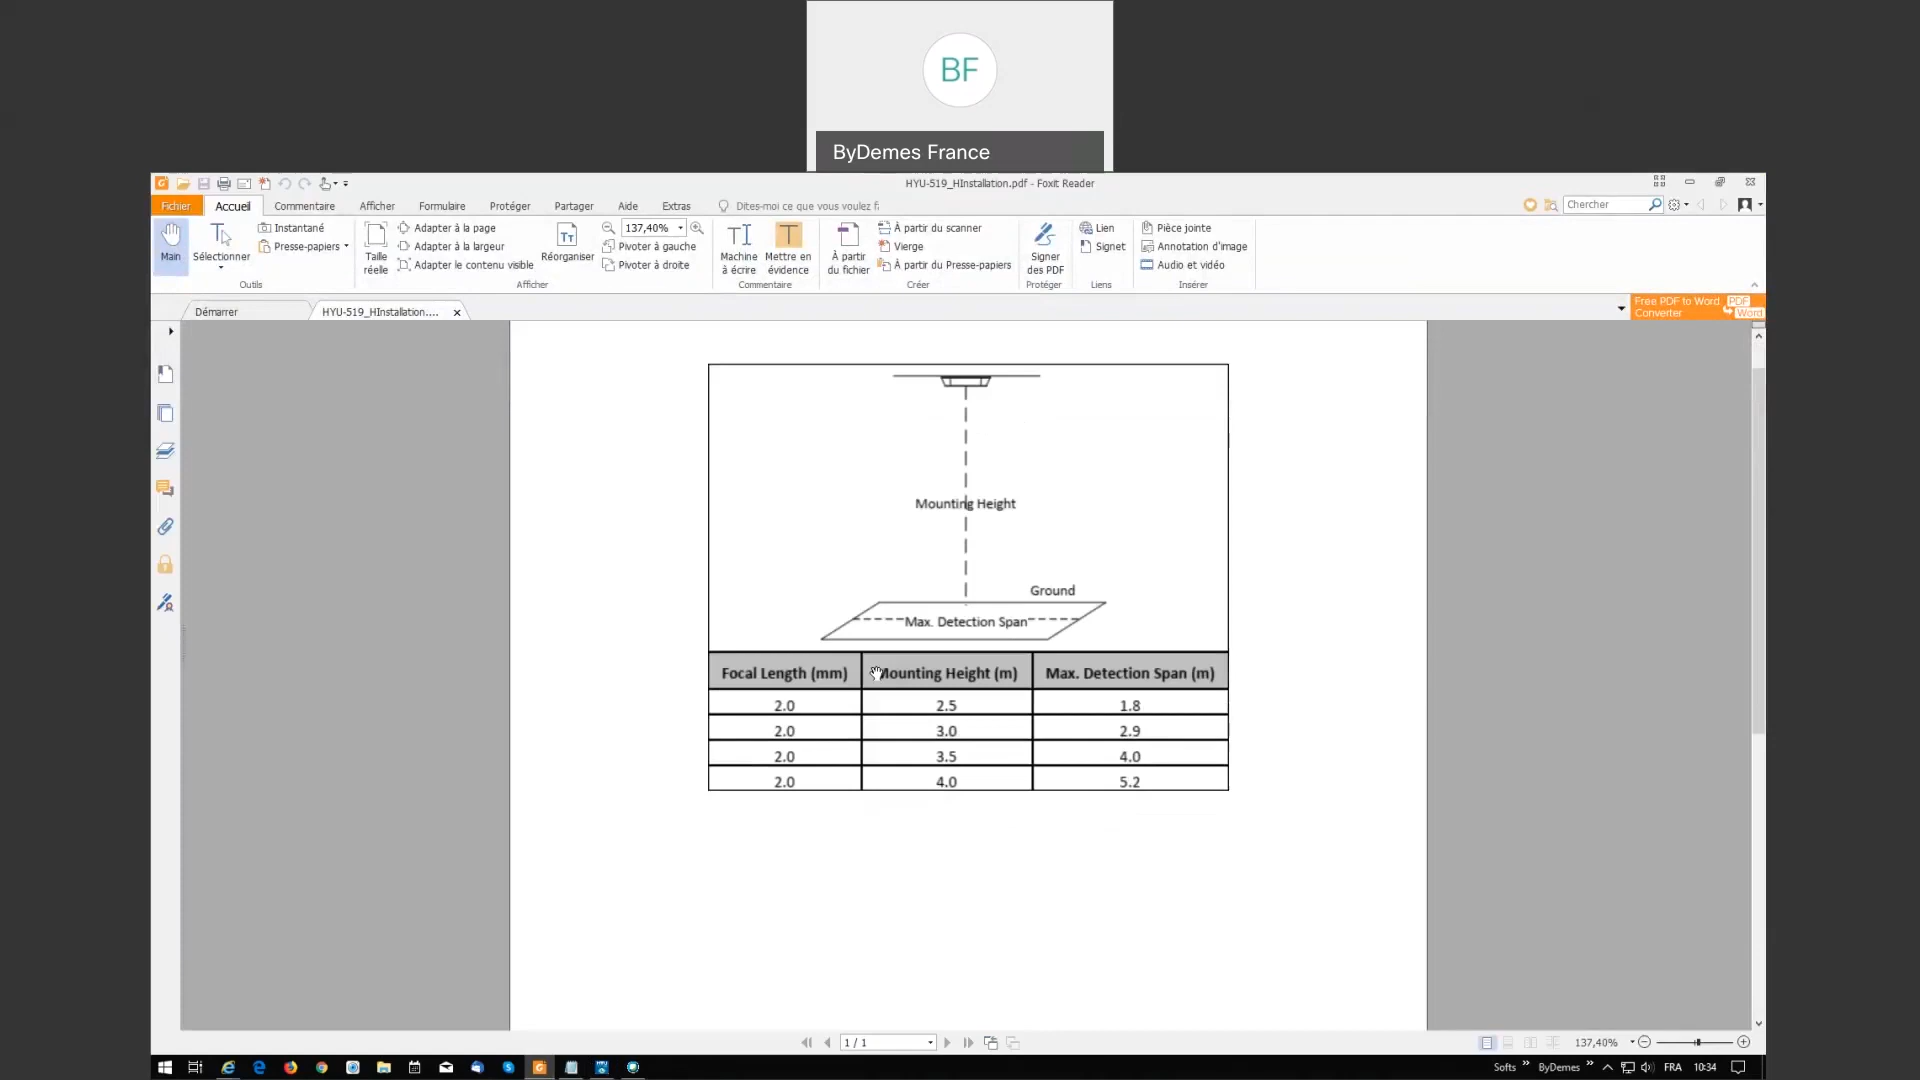 BF
ByDemes France
HYU-519_HInstallation.pdf - Foxit Reader
Fichier Accueil Commentaire Afficher Formulaire Protéger Partager Aide Extras Dites-moi ce que vous voulez f Chercher
Main
Sélectionner
Instantané
Presse-papiers
Outils
Taille
réelle
Adapter à la page
Adapter à la largeur
Adapter le contenu visible
Réorganiser
137,40%
Pivoter à gauche
Pivoter à droite
Afficher
Machine
à écrire
Mettre en
évidence
Commentaire
À partir
du fichier
À partir du scanner
Vierge
À partir du Presse-papiers
Créer
Signer
des PDF
Protéger
Lien
Signet
Liens
Pièce jointe
Annotation d'image
Audio et vidéo
Insérer
Démarrer HYU-519_HInstallation....
Free PDF to Word
Converter
PDF
Word
Mounting Height
Ground
Max. Detection Span
Focal Length (mm) Mounting Height (m) Max. Detection Span (m)
2.0 2.5 1.8
2.0 3.0 2.9
2.0 3.5 4.0
2.0 4.0 5.2
1 / 1 137,40%
Softs ByDemes FRA 10:34